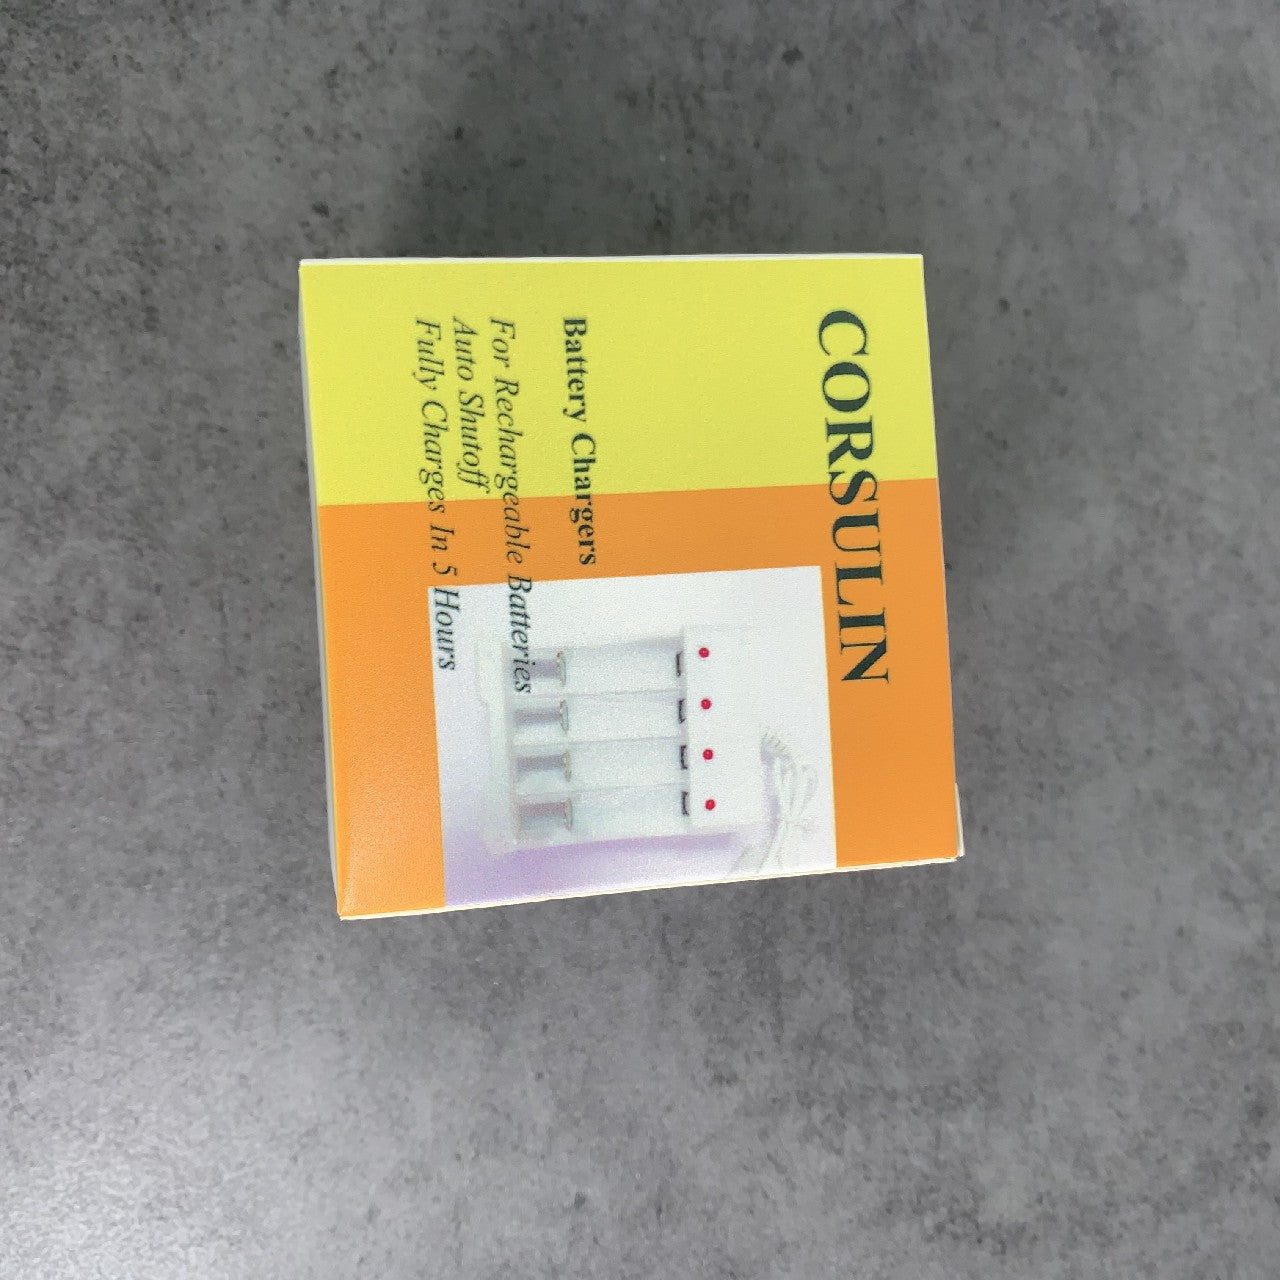 CORSULIN
Battery Chargers
For Rechargeable Batteries
Auto Shutoff
Fully Charges In 5 Hours